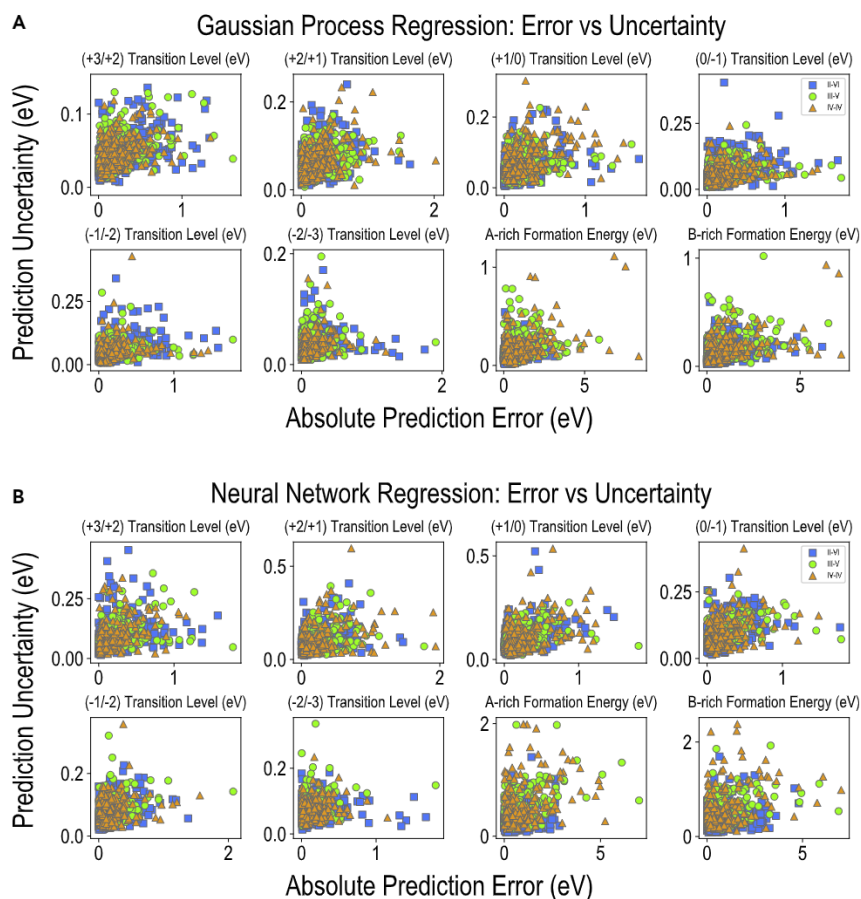 A
Gaussian Process Regression: Error vs Uncertainty
(+3/+2) Transition Level (eV) (+2/+1) Transition Level (eV) (+1/0) Transition Level (eV) (0/-1) Transition Level (eV)
Prediction Uncertainty (eV)
0.1
0.0
0 1
0.2
0.0
0 2
0.2
0.0
0 1
II-VI
III-V
IV-IV
0.25
0.00
0 1
(-1/-2) Transition Level (eV) (-2/-3) Transition Level (eV) A-rich Formation Energy (eV) B-rich Formation Energy (eV)
0.25
0.00
0 1
0.2
0.0
0 1 2
1
0
0 5
1
0
0 5
Absolute Prediction Error (eV)
B
Neural Network Regression: Error vs Uncertainty
(+3/+2) Transition Level (eV) (+2/+1) Transition Level (eV) (+1/0) Transition Level (eV) (0/-1) Transition Level (eV)
Prediction Uncertainty (eV)
0.25
0.00
0 1
0.5
0.0
0 2
0.5
0.0
0 1
II-VI
III-V
IV-IV
0.25
0.00
0 1
(-1/-2) Transition Level (eV) (-2/-3) Transition Level (eV) A-rich Formation Energy (eV) B-rich Formation Energy (eV)
0.2
0.0
0 2
0.2
0.0
0 1
2
0
0 5
2
0
0 5
Absolute Prediction Error (eV)